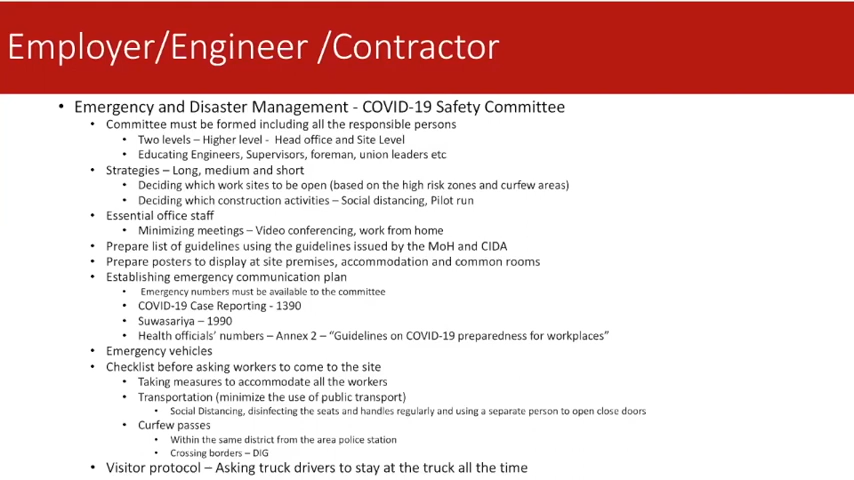 Employer/Engineer /Contractor
• Emergency and Disaster Management - COVID-19 Safety Committee
• Committee must be formed including all the responsible persons
• Two levels – Higher level - Head office and Site Level
• Educating Engineers, Supervisors, foreman, union leaders etc
• Strategies – Long, medium and short
• Deciding which work sites to be open (based on the high risk zones and curfew areas)
• Deciding which construction activities – Social distancing, Pilot run
• Essential office staff
• Minimizing meetings – Video conferencing, work from home
• Prepare list of guidelines using the guidelines issued by the MoH and CIDA
• Prepare posters to display at site premises, accommodation and common rooms
• Establishing emergency communication plan
• Emergency numbers must be available to the committee
• COVID-19 Case Reporting - 1390
• Suwasariya – 1990
• Health officials’ numbers – Annex 2 – “Guidelines on COVID-19 preparedness for workplaces”
• Emergency vehicles
• Checklist before asking workers to come to the site
• Taking measures to accommodate all the workers
• Transportation (minimize the use of public transport)
• Social Distancing, disinfecting the seats and handles regularly and using a separate person to open close doors
• Curfew passes
• Within the same district from the area police station
• Crossing borders – DIG
• Visitor protocol – Asking truck drivers to stay at the truck all the time